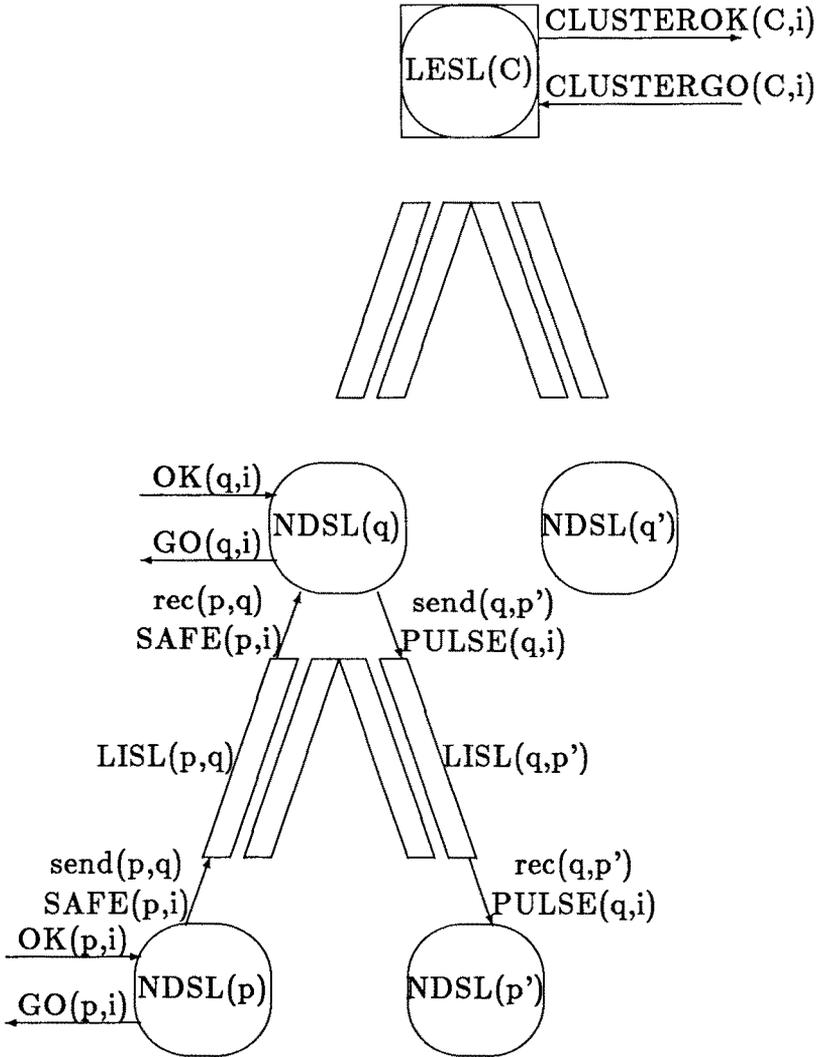 CLUSTEROK(C,i)
LESL(C)
CLUSTERGO(C,i)
OK(q,i)
NDSL(q)
NDSL(q')
GO(q,i)
rec(p,q)
SAFE(p,i)
send(q,p')
PULSE(q,i)
LISL(p,q)
LISL(q,p')
send(p,q)
SAFE(p,i)
rec(q,p')
PULSE(q,i)
OK(p,i)
NDSL(p)
NDSL(p')
GO(p,i)